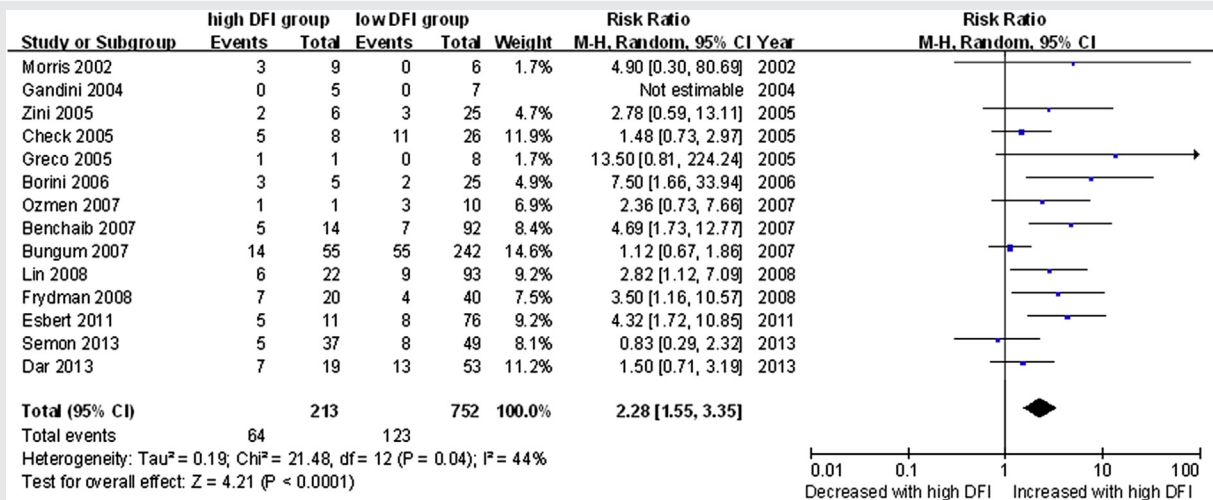 high DFI group low DFI group Risk Ratio Risk Ratio
Study or Subgroup Events Total Events Total Weight M-H, Random, 95% CI Year M-H, Random, 95% CI
Morris 2002 3 9 0 6 1.7% 4.90 [0.30, 80.69] 2002
Gandini 2004 0 5 0 7 Not estimable 2004
Zini 2005 2 6 3 25 4.7% 2.78 [0.59, 13.11] 2005
Check 2005 5 8 11 26 11.9% 1.48 [0.73, 2.97] 2005
Greco 2005 1 1 0 8 1.7% 13.50 [0.81, 224.24] 2005
Borini 2006 3 5 2 25 4.9% 7.50 [1.66, 33.94] 2006
Ozmen 2007 1 1 3 10 6.9% 2.36 [0.73, 7.66] 2007
Benchaib 2007 5 14 7 92 8.4% 4.69 [1.73, 12.77] 2007
Bungum 2007 14 55 55 242 14.6% 1.12 [0.67, 1.86] 2007
Lin 2008 6 22 9 93 9.2% 2.82 [1.12, 7.09] 2008
Frydman 2008 7 20 4 40 7.5% 3.50 [1.16, 10.57] 2008
Esbert 2011 5 11 8 76 9.2% 4.32 [1.72, 10.85] 2011
Semon 2013 5 37 8 49 8.1% 0.83 [0.29, 2.32] 2013
Dar 2013 7 19 13 53 11.2% 1.50 [0.71, 3.19] 2013
Total (95% CI) 213 752 100.0% 2.28 [1.55, 3.35]
Total events 64 123
Heterogeneity: Tau² = 0.19; Chi² = 21.48, df = 12 (P = 0.04); I² = 44%
Test for overall effect: Z = 4.21 (P < 0.0001)
0.01 0.1 1 10 100
Decreased with high DFI Increased with high DFI